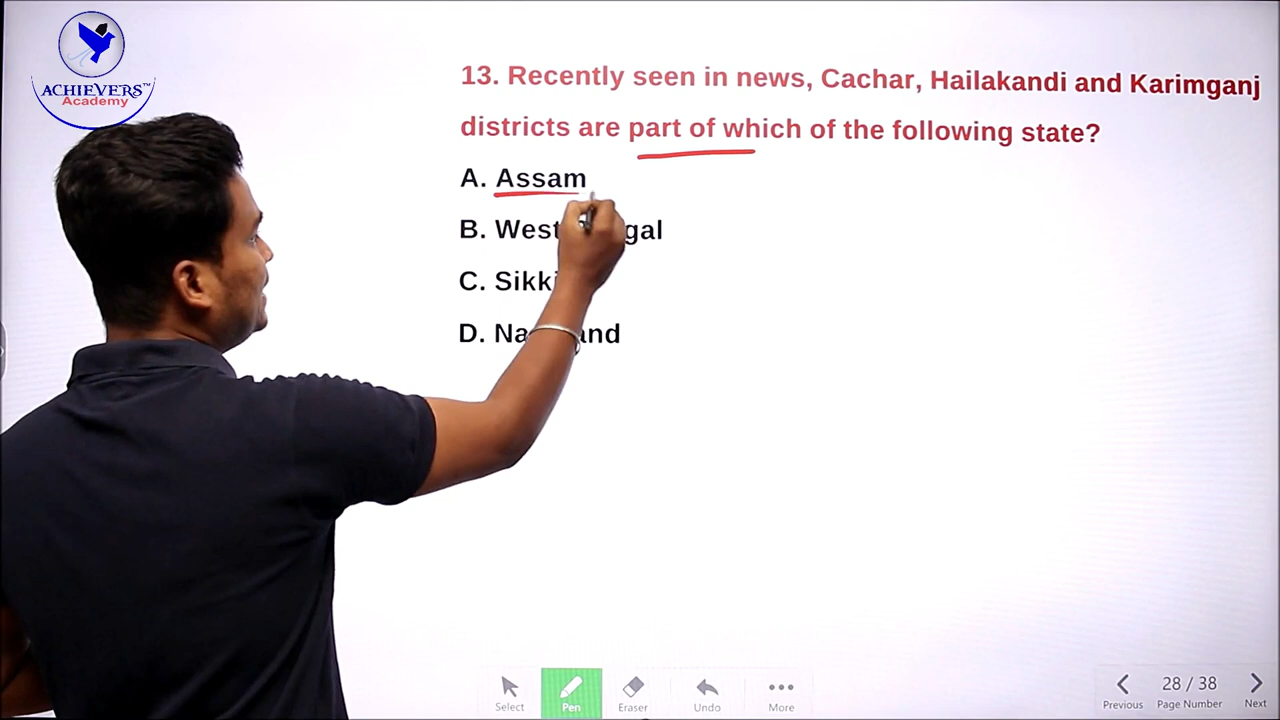 ACHIEVERS™
Academy
13. Recently seen in news, Cachar, Hailakandi and Karimganj
districts are part of which of the following state?
A. Assam
B. West gal
C. Sikki
D. Na and
Select
Pen
Eraser
Undo
More
Previous
28 / 38
Page Number
Next